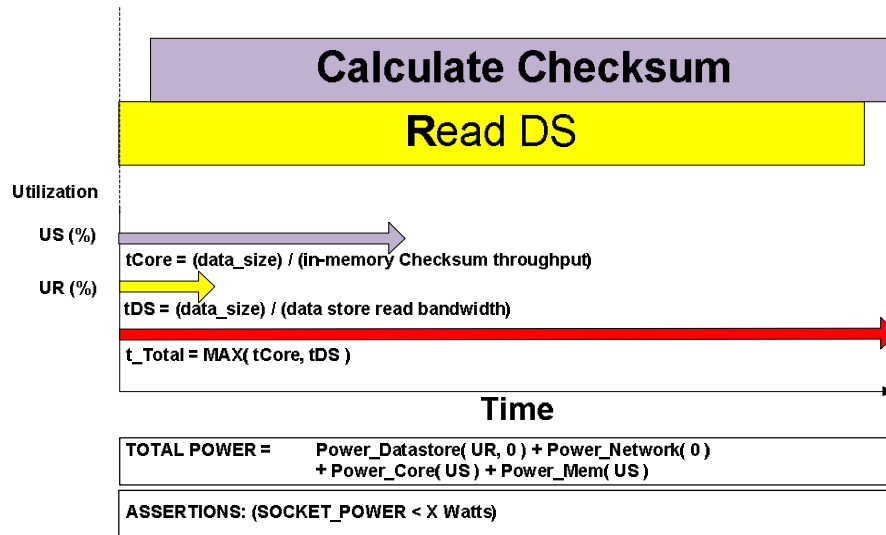 Calculate Checksum
Read DS
Utilization
US (%)
tCore = (data_size) / (in-memory Checksum throughput)
UR (%)
tDS = (data_size) / (data store read bandwidth)
t_Total = MAX( tCore, tDS )
Time
TOTAL POWER = Power_Datastore( UR, 0 ) + Power_Network( 0 )
+ Power_Core( US ) + Power_Mem( US )
ASSERTIONS: (SOCKET_POWER < X Watts)